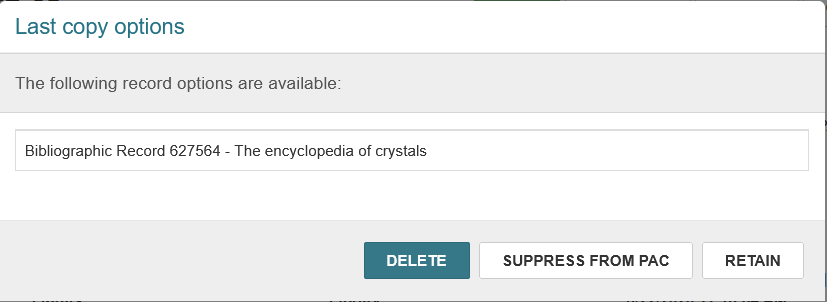 Last copy options
The following record options are available:
Bibliographic Record 627564 - The encyclopedia of crystals
DELETE SUPPRESS FROM PAC RETAIN